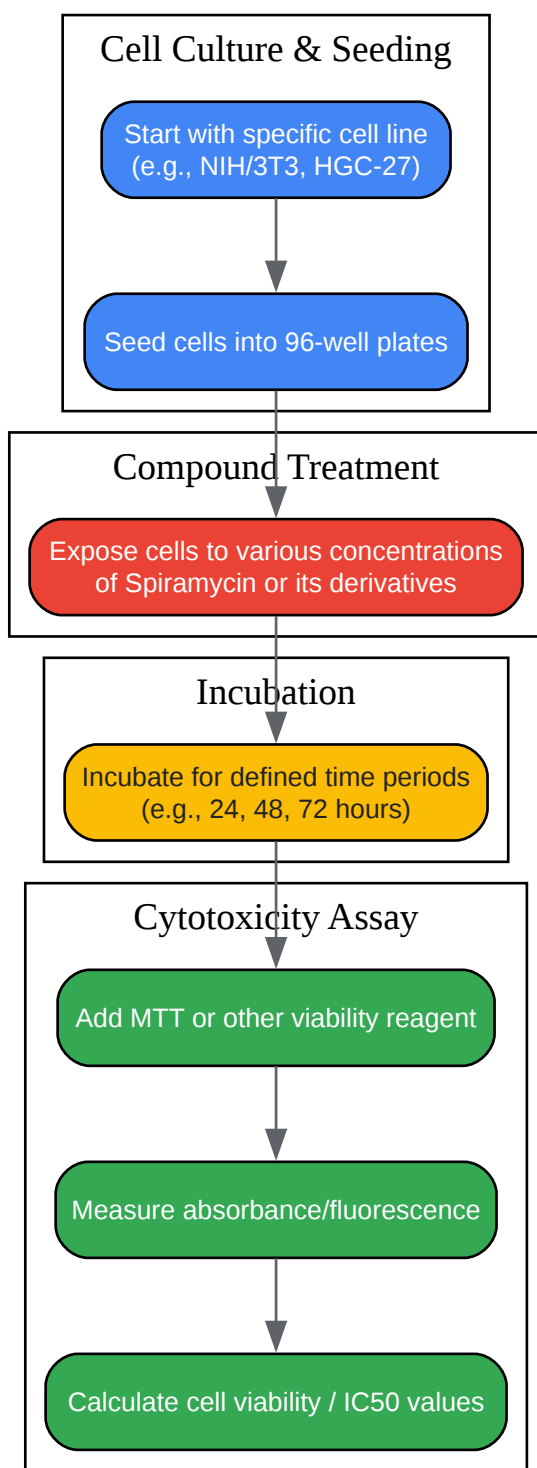 Cell Culture & Seeding
Start with specific cell line
(e.g., NIH/3T3, HGC-27)
Seed cells into 96-well plates
Compound Treatment
Expose cells to various concentrations
of Spiramycin or its derivatives
Incubation
Incubate for defined time periods
(e.g., 24, 48, 72 hours)
Cytotoxicity Assay
Add MTT or other viability reagent
Measure absorbance/fluorescence
Calculate cell viability / IC50 values